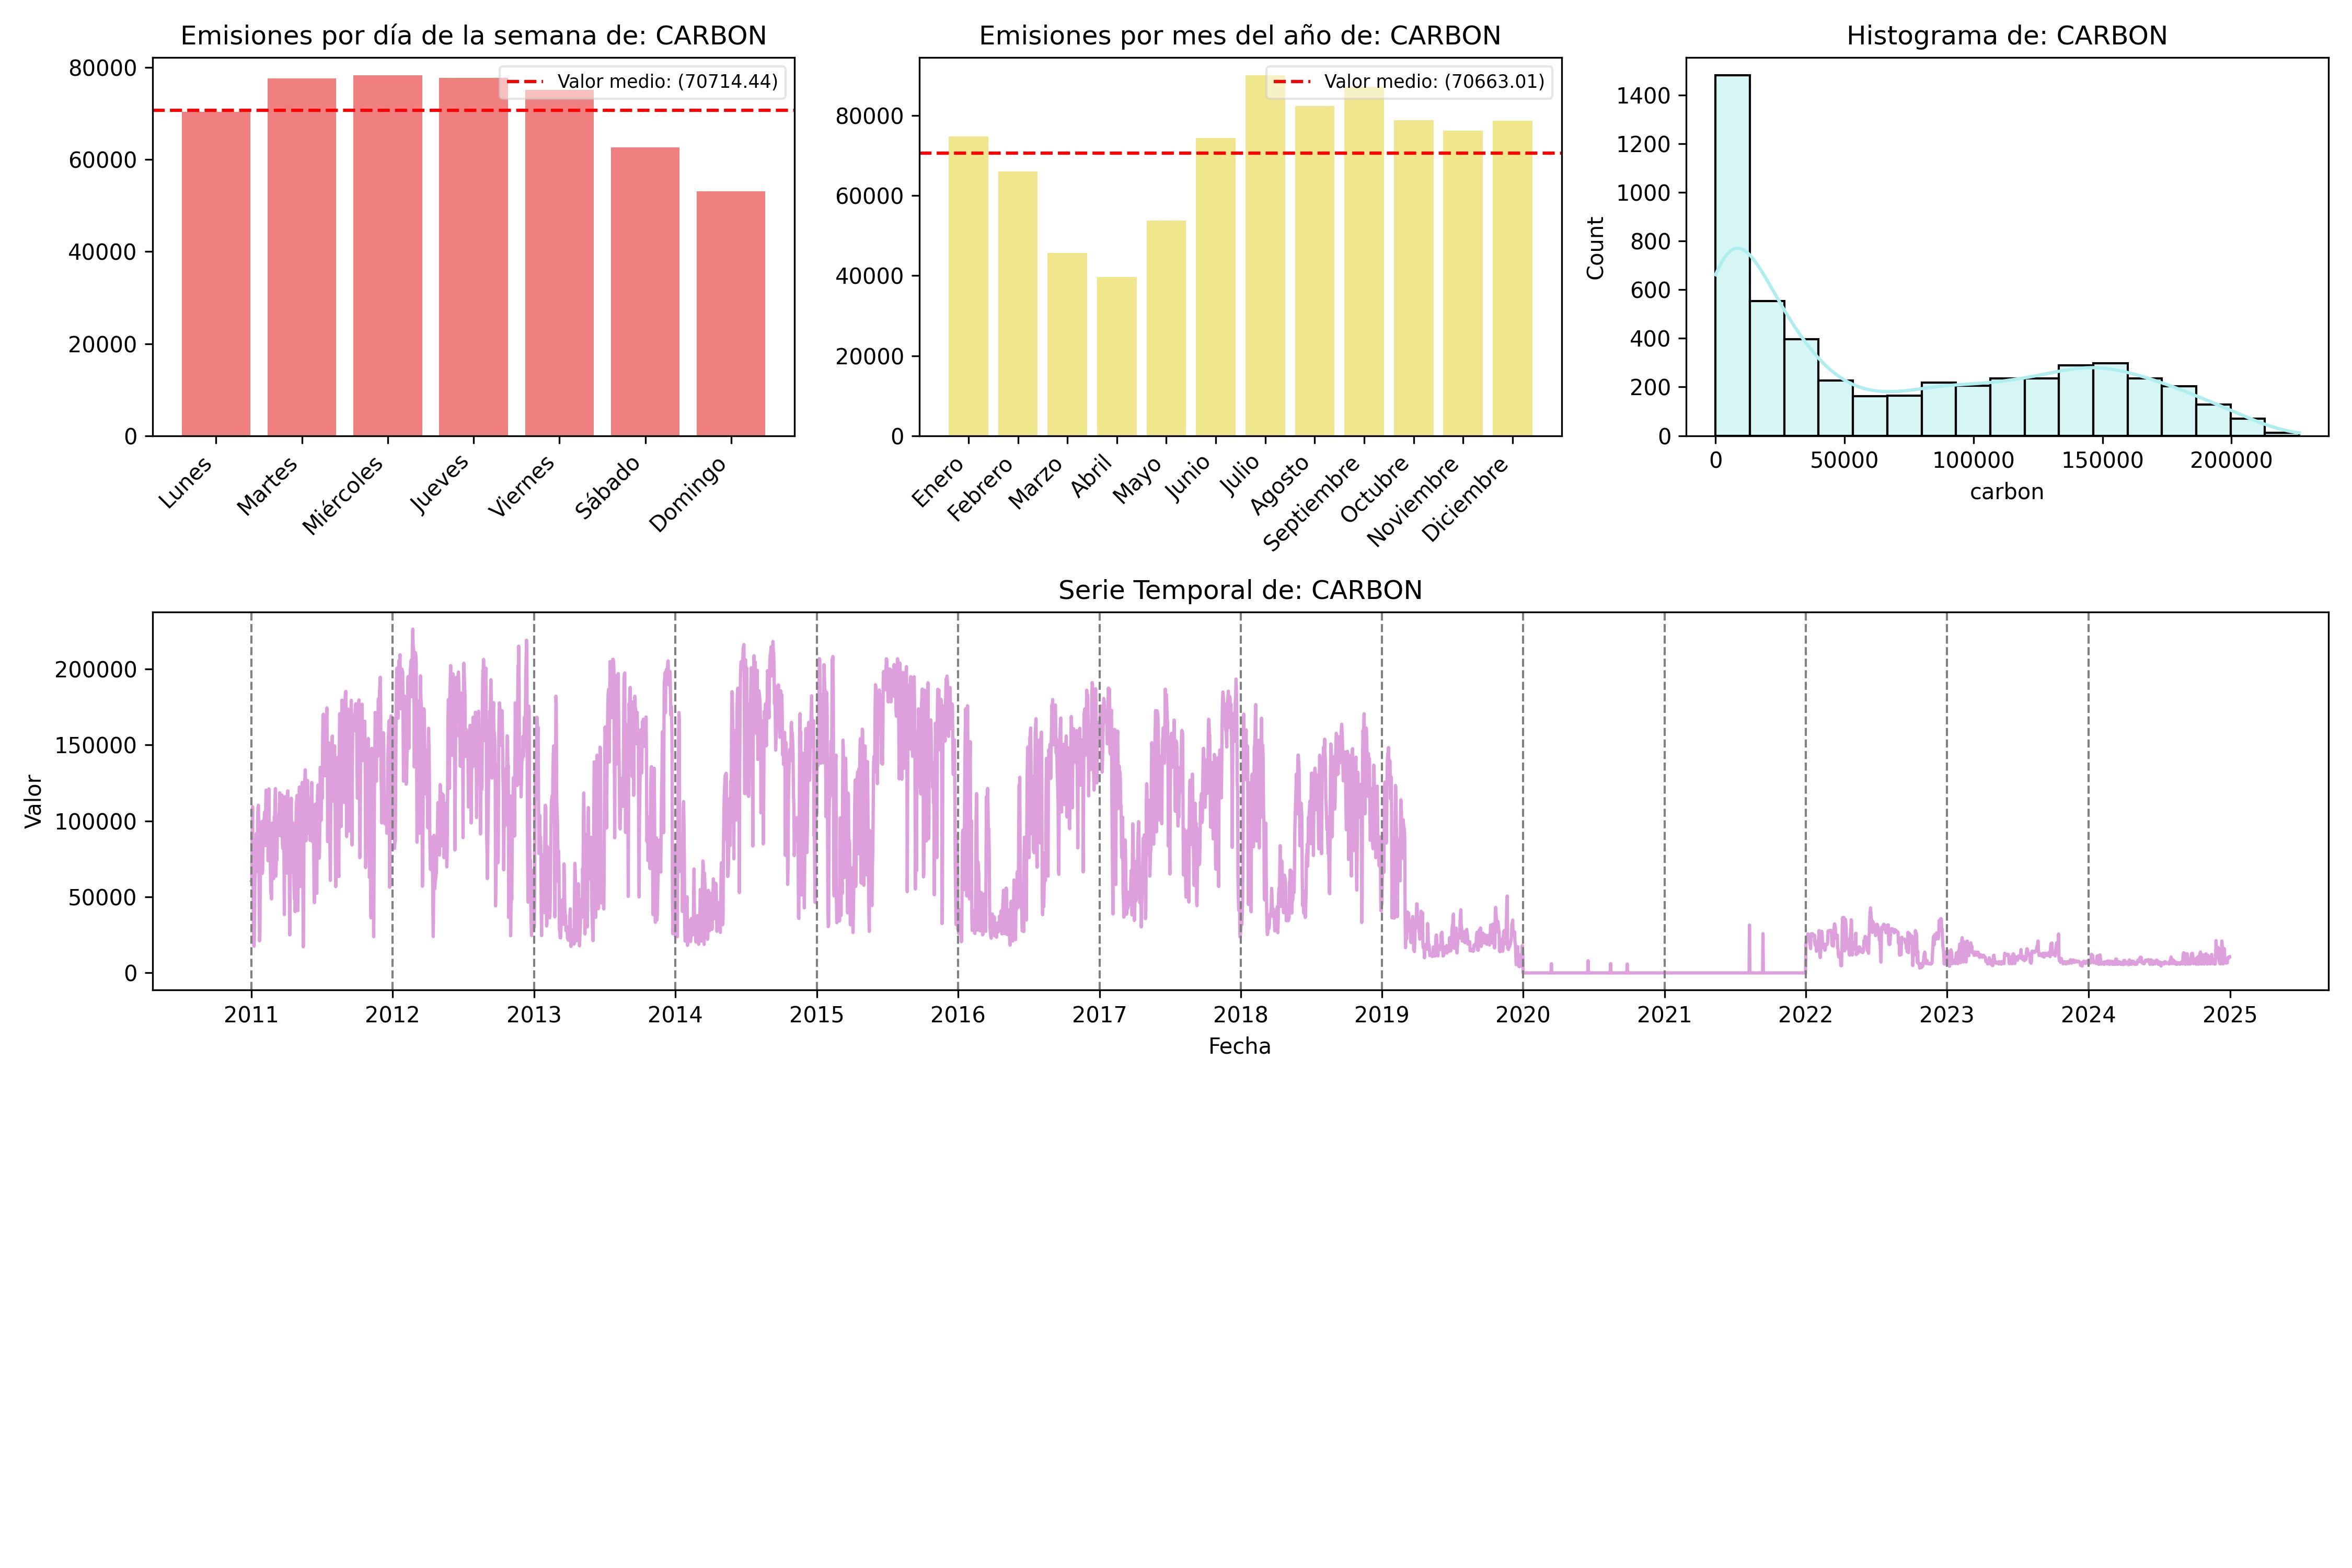 Emisiones por día de la semana de: CARBON
80000
60000
40000
20000
0
Valor medio: (70714.44)
Lunes
Martes
Miércoles
Jueves
Viernes
Sábado
Domingo
Emisiones por mes del año de: CARBON
80000
60000
40000
20000
0
Valor medio: (70663.01)
Enero
Febrero
Marzo
Abril
Mayo
Junio
Julio
Agosto
Septiembre
Octubre
Noviembre
Diciembre
Histograma de: CARBON
Count
1400
1200
1000
800
600
400
200
0
0 50000 100000 150000 200000
carbon
Serie Temporal de: CARBON
Valor
200000
150000
100000
50000
0
2011 2012 2013 2014 2015 2016 2017 2018 2019 2020 2021 2022 2023 2024 2025
Fecha